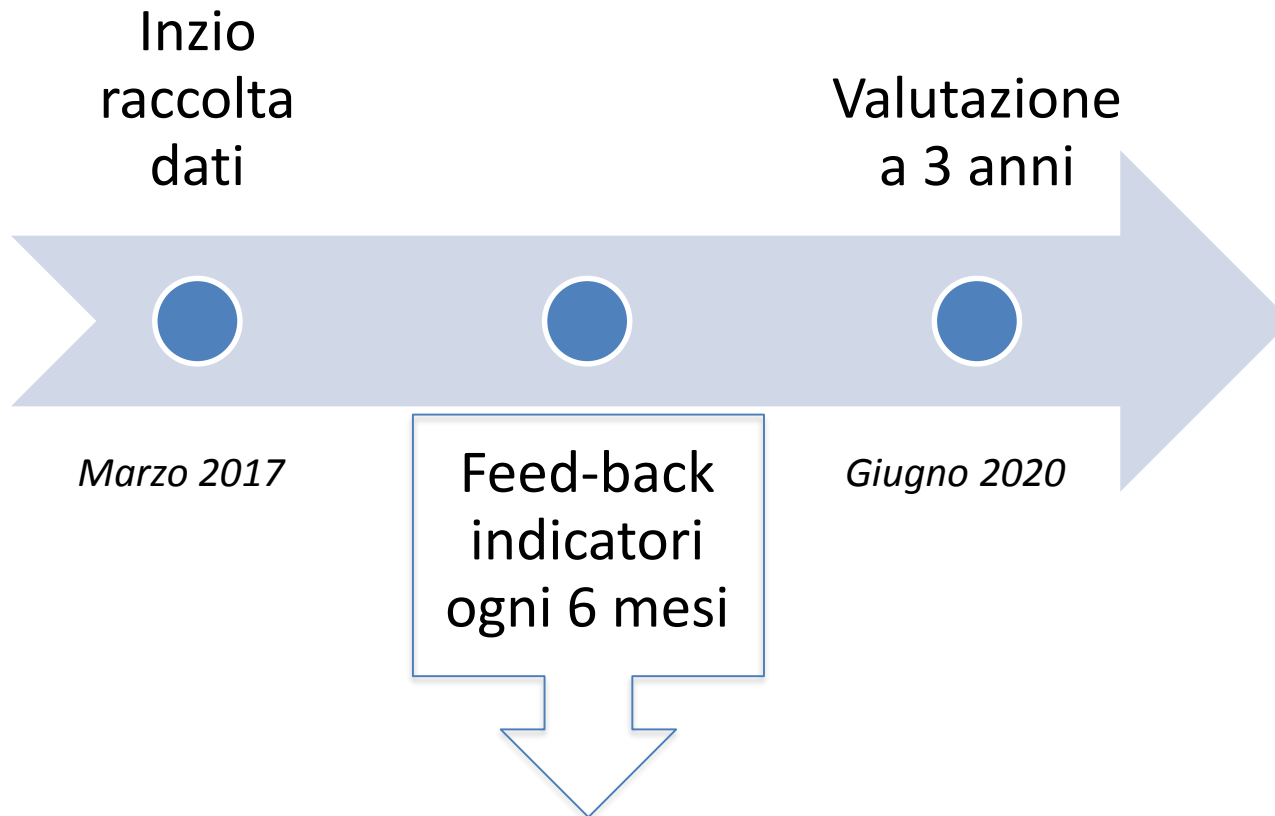 Inzio
raccolta
dati
Valutazione
a 3 anni
Marzo 2017
Feed-back
indicatori
ogni 6 mesi
Giugno 2020